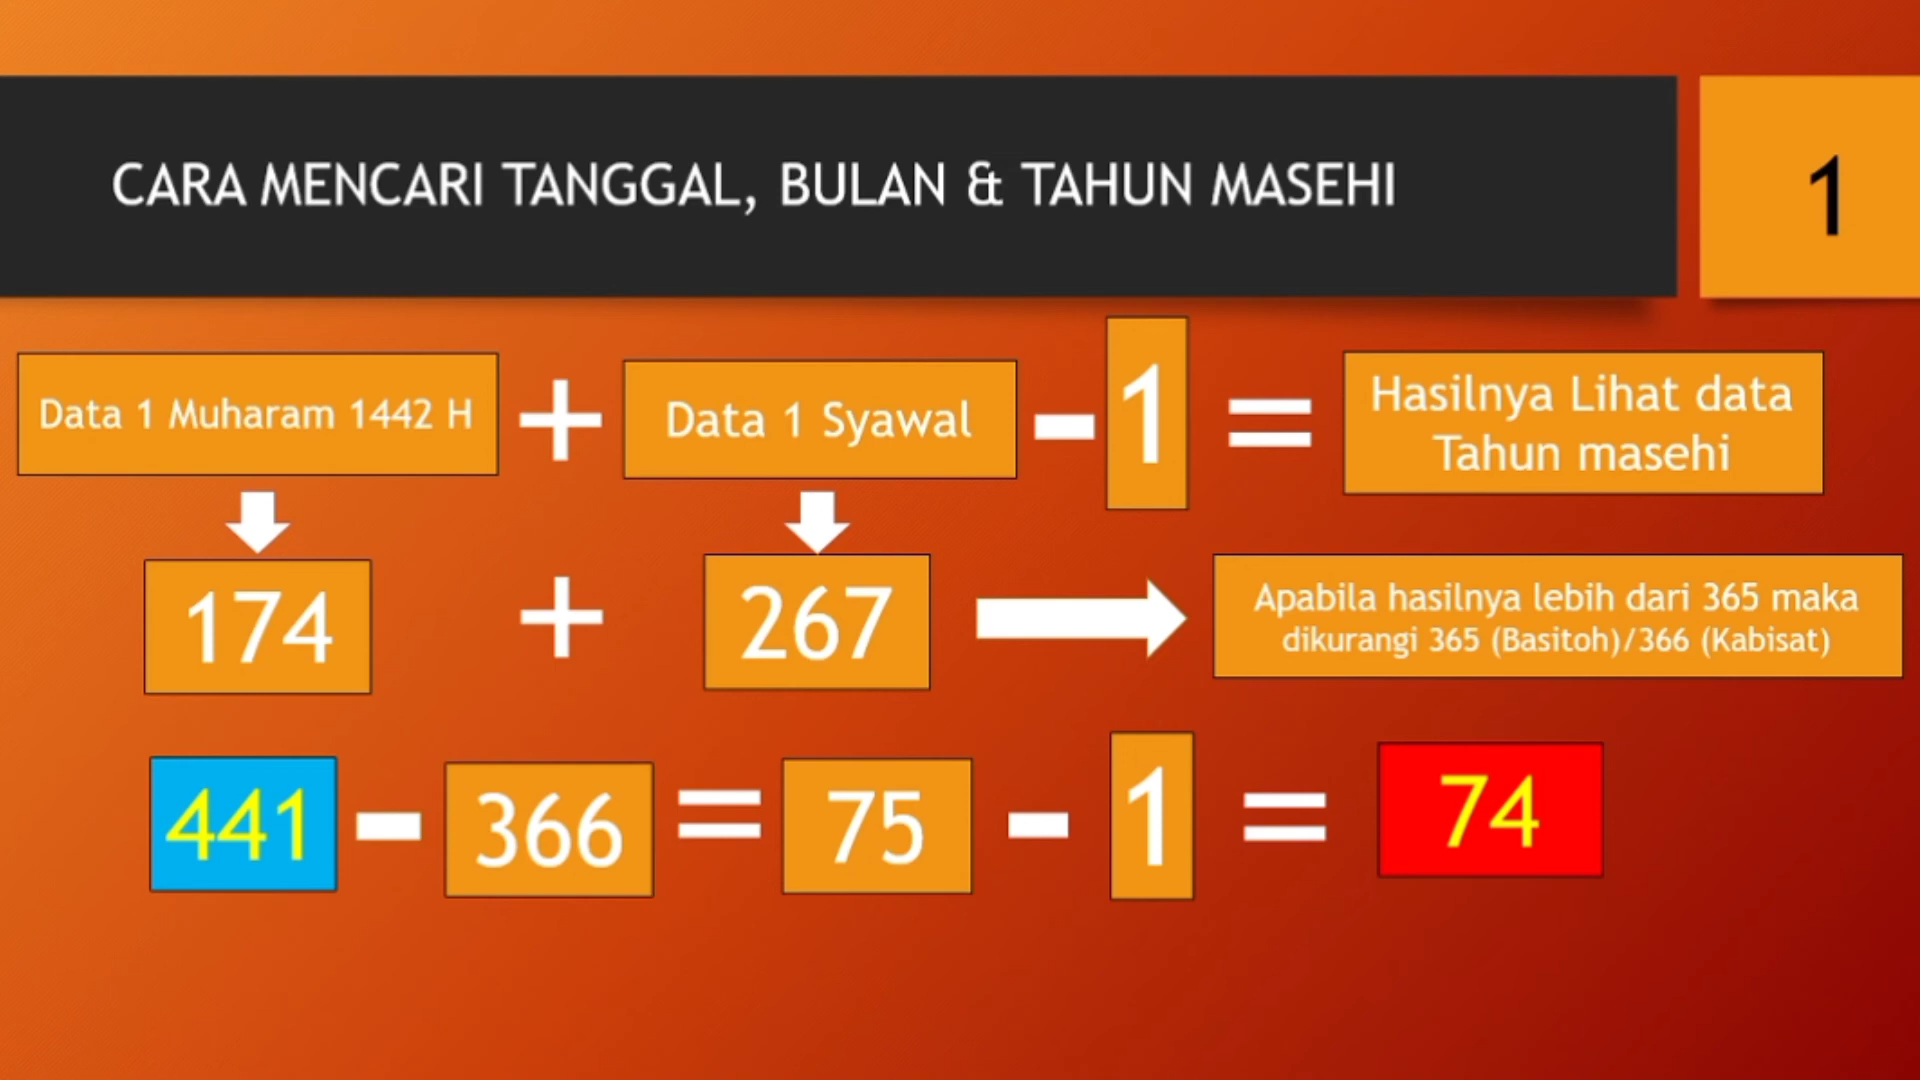 CARA MENCARI TANGGAL, BULAN & TAHUN MASEHI
1
Data 1 Muharam 1442 H + Data 1 Syawal - 1 = Hasilnya Lihat data
Tahun masehi
174 + 267
Apabila hasilnya lebih dari 365 maka
dikurangi 365 (Basitoh)/366 (Kabisat)
441 - 366 = 75 - 1 = 74